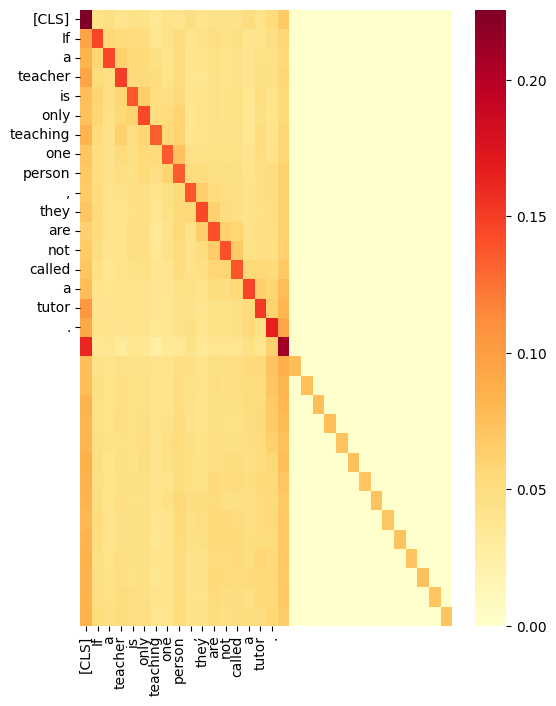 [CLS]
If
a
teacher
is
only
teaching
one
person
,
they
are
not
called
a
tutor
.
0.20
0.15
0.10
0.05
0.00
[CLS]
If
a
teacher
is
only
teaching
one
person
,
they
are
not
called
a
tutor
.